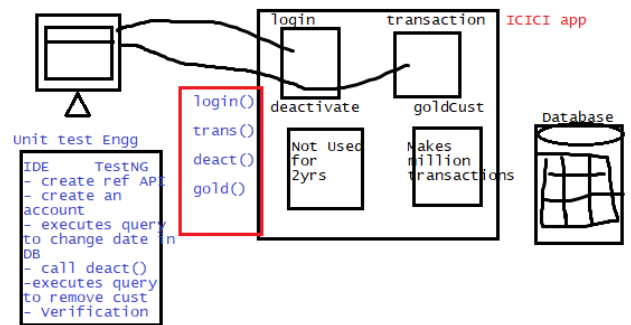 login transaction ICICI app
login()
trans()
deact()
gold()
deactivate goldCust
Not Used
for
2yrs
Makes
million
transactions
Database
Unit test Engg
IDE TestNG
- create ref API
- create an
account
- executes query
to change date in
DB
- call deact()
-executes query
to remove cust
- Verification